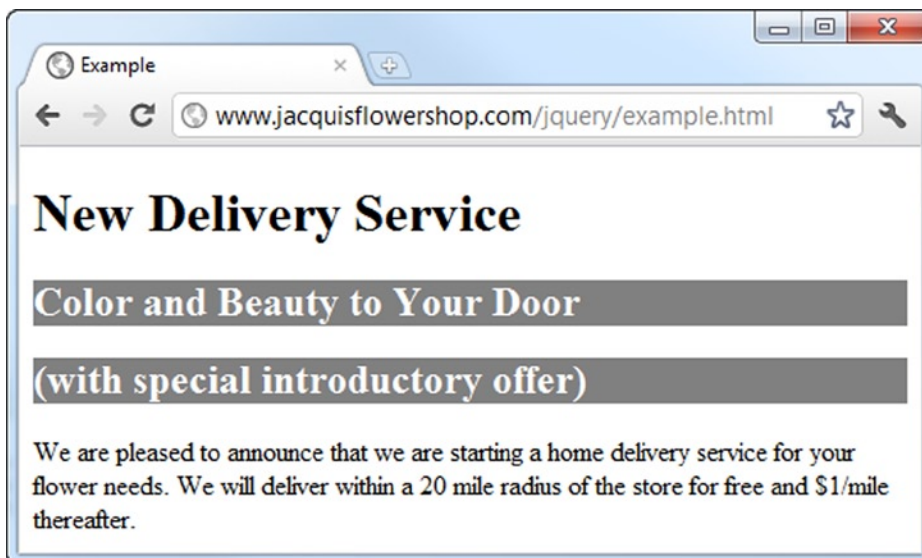 Example
www.jacquisflowershop.com/jquery/example.html
New Delivery Service
Color and Beauty to Your Door
(with special introductory offer)
We are pleased to announce that we are starting a home delivery service for your
flower needs. We will deliver within a 20 mile radius of the store for free and $1/mile
thereafter.